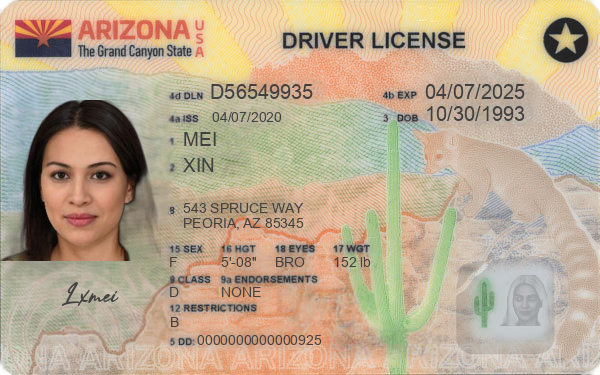 ARIZONA USA
The Grand Canyon State
DRIVER LICENSE
4d DLN D56549935
4b EXP 04/07/2025
4a ISS 04/07/2020
3 DOB 10/30/1993
1 MEI
2 XIN
8 543 SPRUCE WAY
PEORIA, AZ 85345
15 SEX 16 HGT 18 EYES 17 WGT
F 5'-08" BRO 152 lb
9 CLASS 9a ENDORSEMENTS
D NONE
12 RESTRICTIONS
B
5 DD: 0000000000000925
Lxmei
ARIZONA ARIZONA ARIZONA ARIZONA